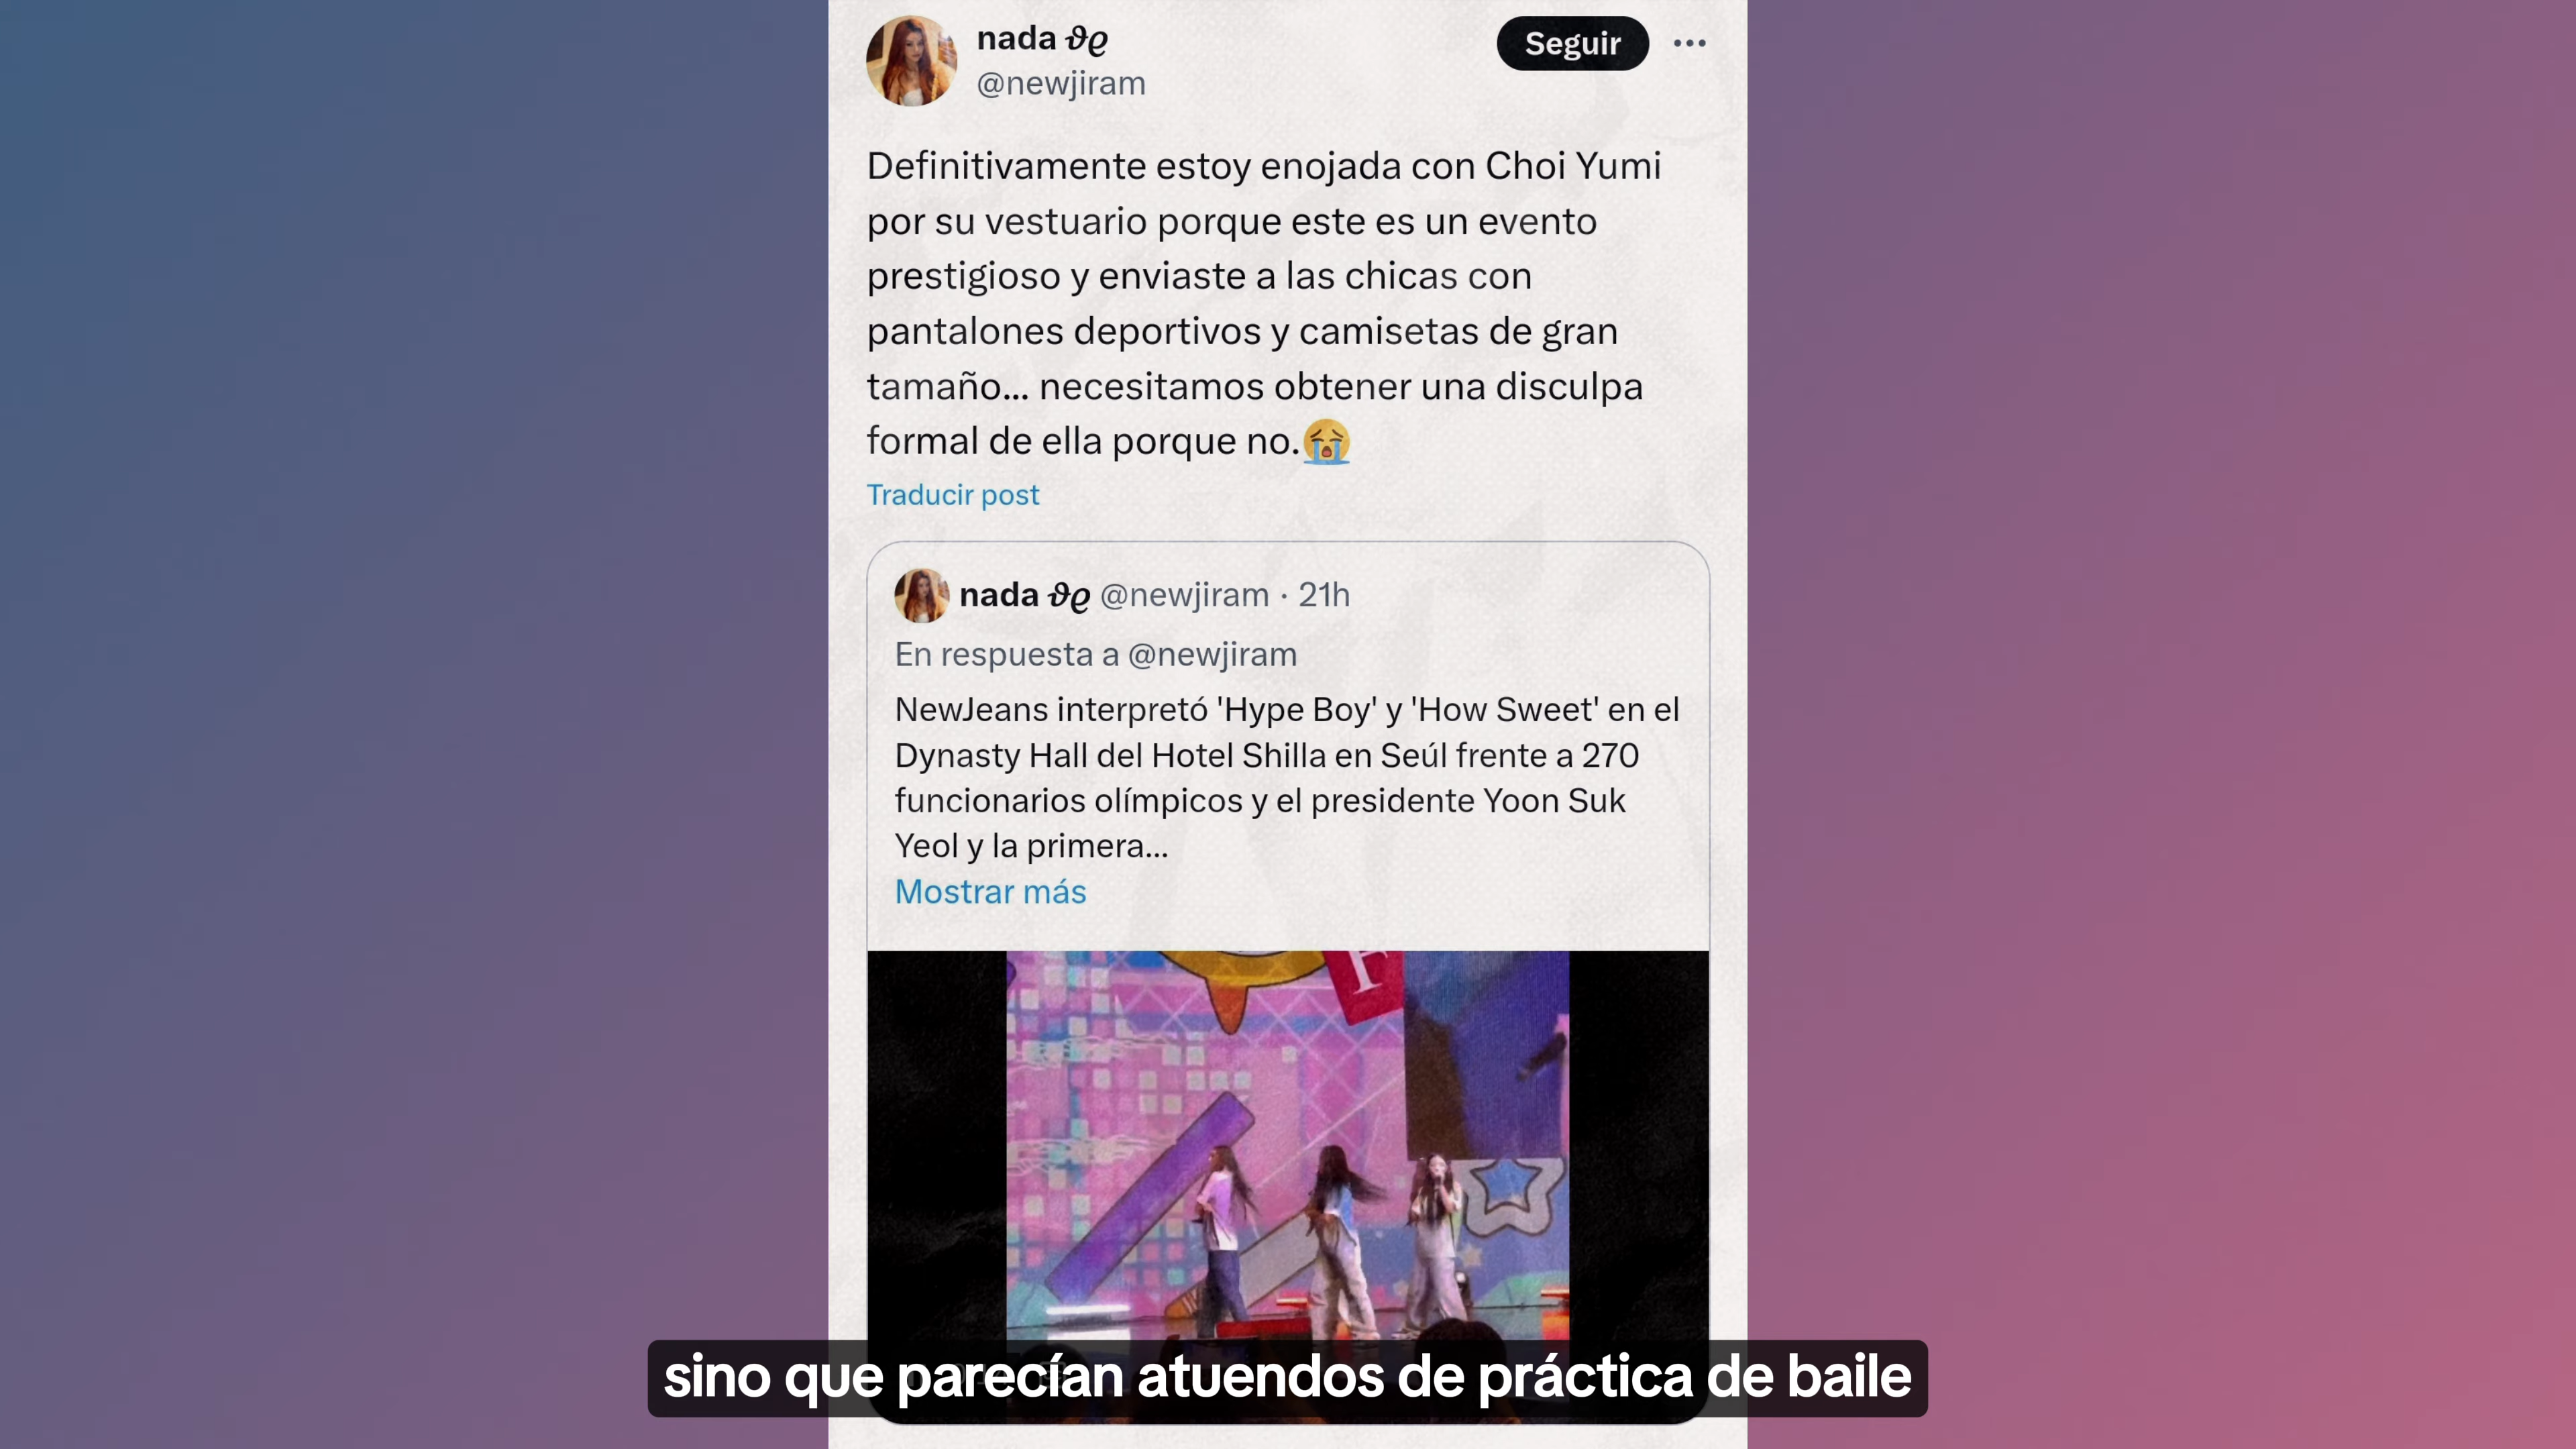 nada
@newjiram
Seguir
Definitivamente estoy enojada con Choi Yumi
por su vestuario porque este es un evento
prestigioso y enviaste a las chicas con
pantalones deportivos y camisetas de gran
tamaño... necesitamos obtener una disculpa
formal de ella porque no.😭
Traducir post
nada @newjiram · 21h
En respuesta a @newjiram
NewJeans interpretó 'Hype Boy' y 'How Sweet' en el
Dynasty Hall del Hotel Shilla en Seúl frente a 270
funcionarios olímpicos y el presidente Yoon Suk
Yeol y la primera...
Mostrar más
sino que parecían atuendos de práctica de baile